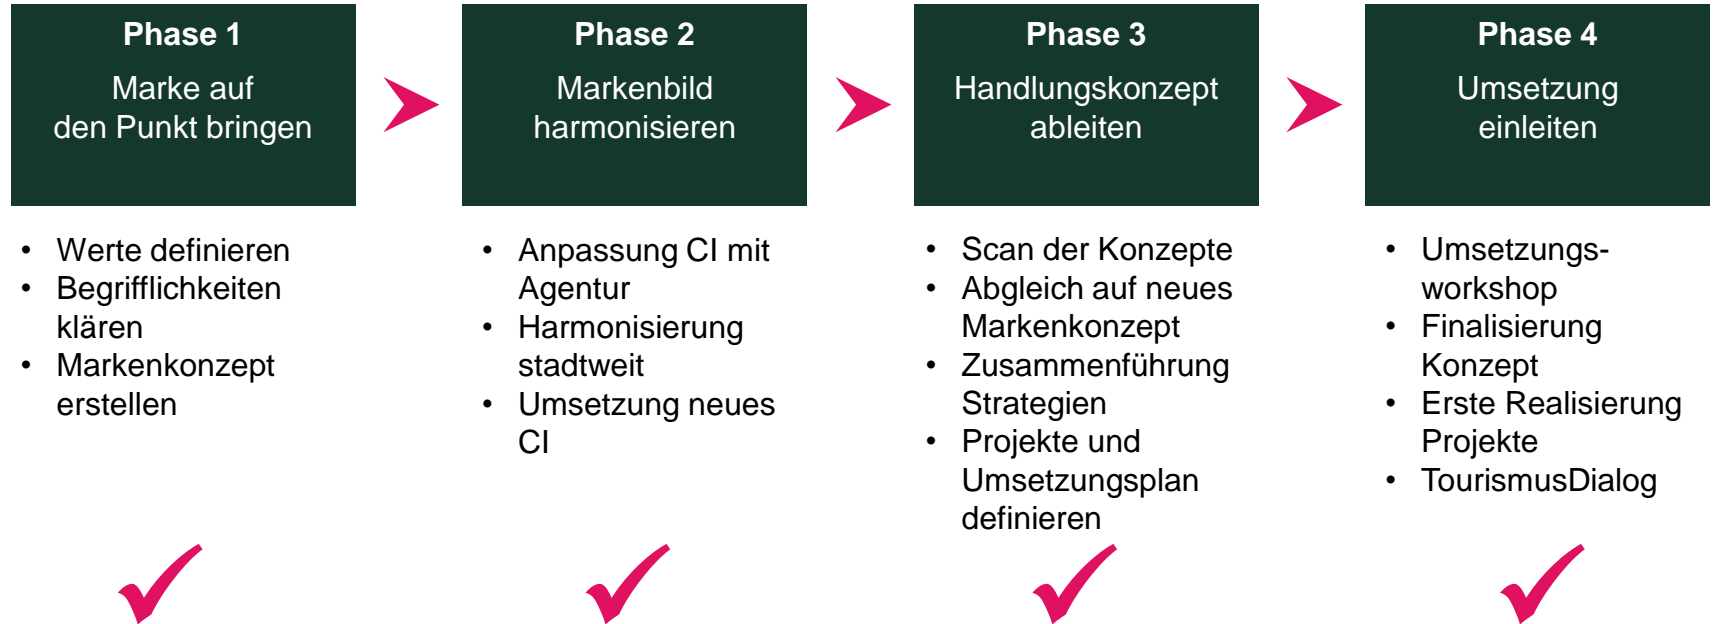 Phase 1
Marke auf
den Punkt bringen
Phase 2
Markenbild
harmonisieren
Phase 3
Handlungskonzept
ableiten
Phase 4
Umsetzung
einleiten
• Werte definieren
• Begrifflichkeiten
klären
• Markenkonzept
erstellen
• Anpassung CI mit
Agentur
• Harmonisierung
stadtweit
• Umsetzung neues
CI
• Scan der Konzepte
• Abgleich auf neues
Markenkonzept
• Zusammenführung
Strategien
• Projekte und
Umsetzungsplan
definieren
• Umsetzungs-
workshop
• Finalisierung
Konzept
• Erste Realisierung
Projekte
• TourismusDialog